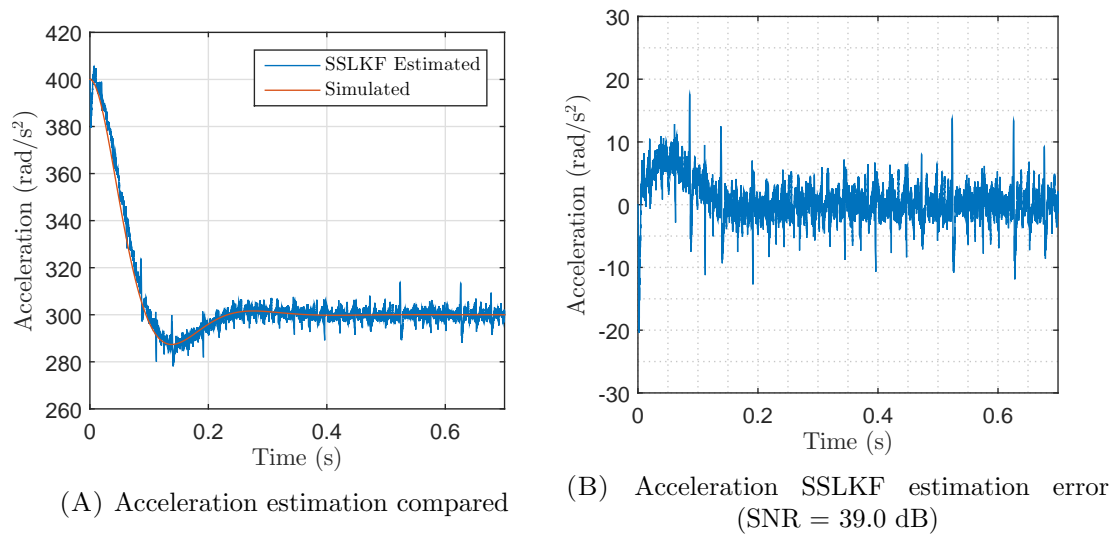 420
400
380
360
340
320
300
280
260
0
0.2
0.4
0.6
Acceleration (rad/s²)
Time (s)
SSLKF Estimated
Simulated
(A) Acceleration estimation compared
30
20
10
0
-10
-20
-30
0
0.2
0.4
0.6
Acceleration (rad/s²)
Time (s)
(B) Acceleration SSLKF estimation error
(SNR = 39.0 dB)